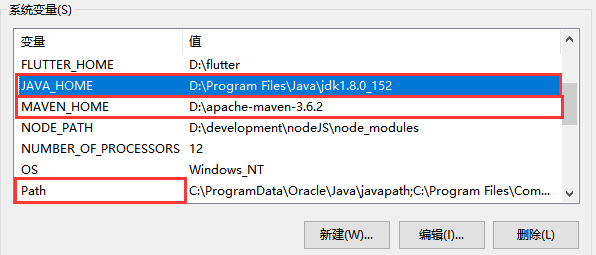 系统变量(S)
变量 值
FLUTTER_HOME D:\flutter
JAVA_HOME D:\Program Files\Java\jdk1.8.0_152
MAVEN_HOME D:\apache-maven-3.6.2
NODE_PATH D:\development\nodeJS\node_modules
NUMBER_OF_PROCESSORS 12
OS Windows_NT
Path C:\ProgramData\Oracle\Java\javapath;C:\Program Files\Com...
新建(W)... 编辑(I)... 删除(L)